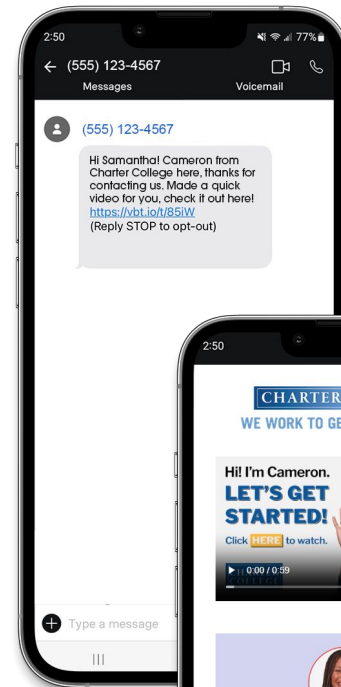 2:50
77%
(555) 123-4567
Messages
Voicemail
(555) 123-4567
Hi Samantha! Cameron from
Charter College here, thanks for
contacting us. Made a quick
video for you, check it out here!
https://vbt.io/t/85iW
(Reply STOP to opt-out)
Type a message
2:50
CHARTER
WE WORK TO GE
Hi! I'm Cameron.
LET'S GET
STARTED!
Click HERE to watch.
0:00 / 0:59